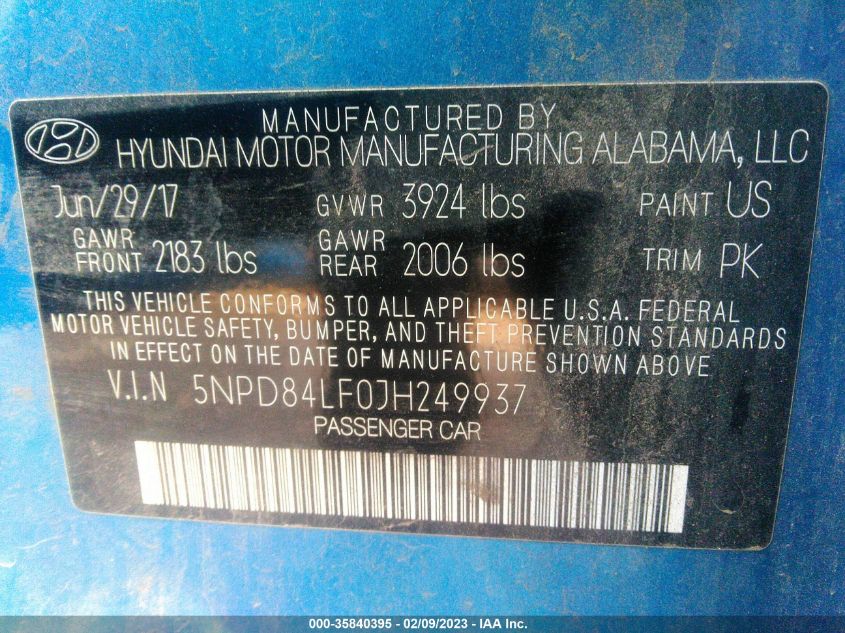 MANUFACTURED BY
HYUNDAI MOTOR MANUFACTURING ALABAMA, LLC
Jun/29/17 GVWR 3924 lbs PAINT US
GAWR FRONT 2183 lbs GAWR REAR 2006 lbs TRIM PK
THIS VEHICLE CONFORMS TO ALL APPLICABLE U.S.A. FEDERAL
MOTOR VEHICLE SAFETY, BUMPER, AND THEFT PREVENTION STANDARDS
IN EFFECT ON THE DATE OF MANUFACTURE SHOWN ABOVE
V.I.N 5NPD84LF0JH249937
PASSENGER CAR
000-35840395 - 02/09/2023 - IAA Inc.